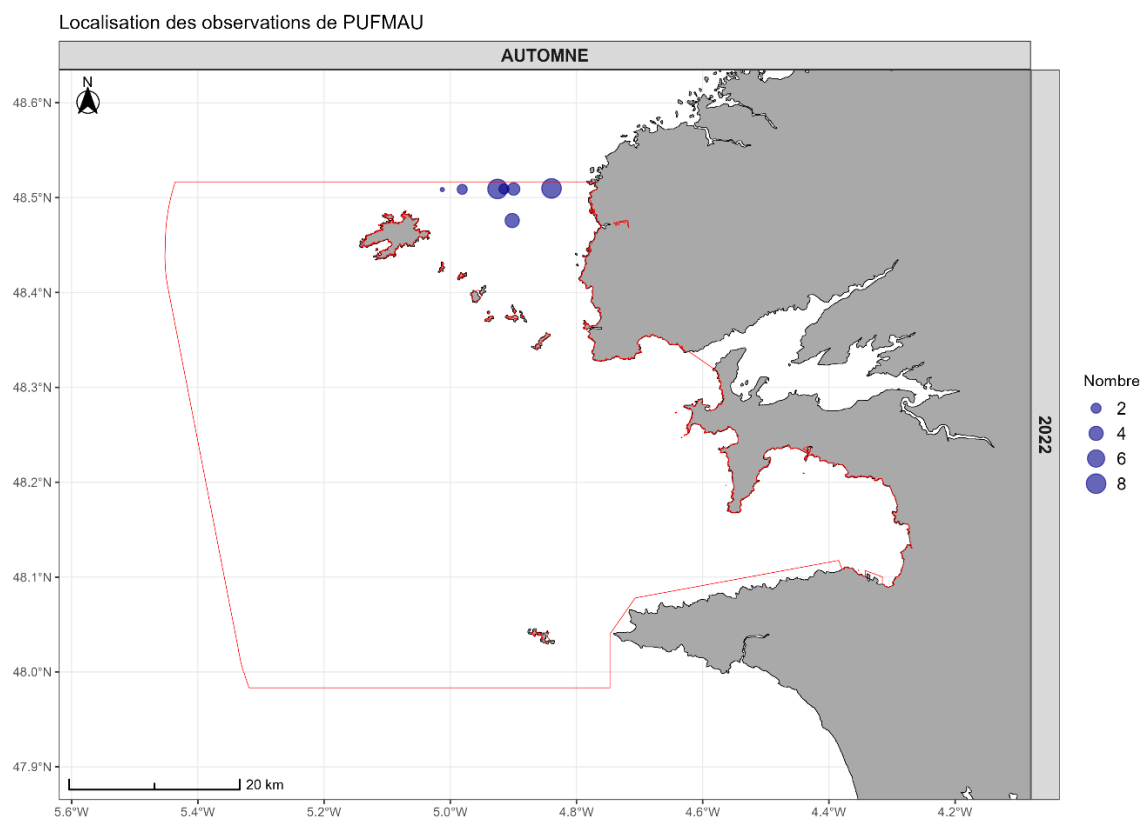 Localisation des observations de PUFMAU
AUTOMNE
N
48.6°N
48.5°N
48.4°N
48.3°N
48.2°N
48.1°N
48.0°N
47.9°N
20 km
5.6°W
5.4°W
5.2°W
5.0°W
4.8°W
4.6°W
4.4°W
4.2°W
2022
Nombre
2
4
6
8